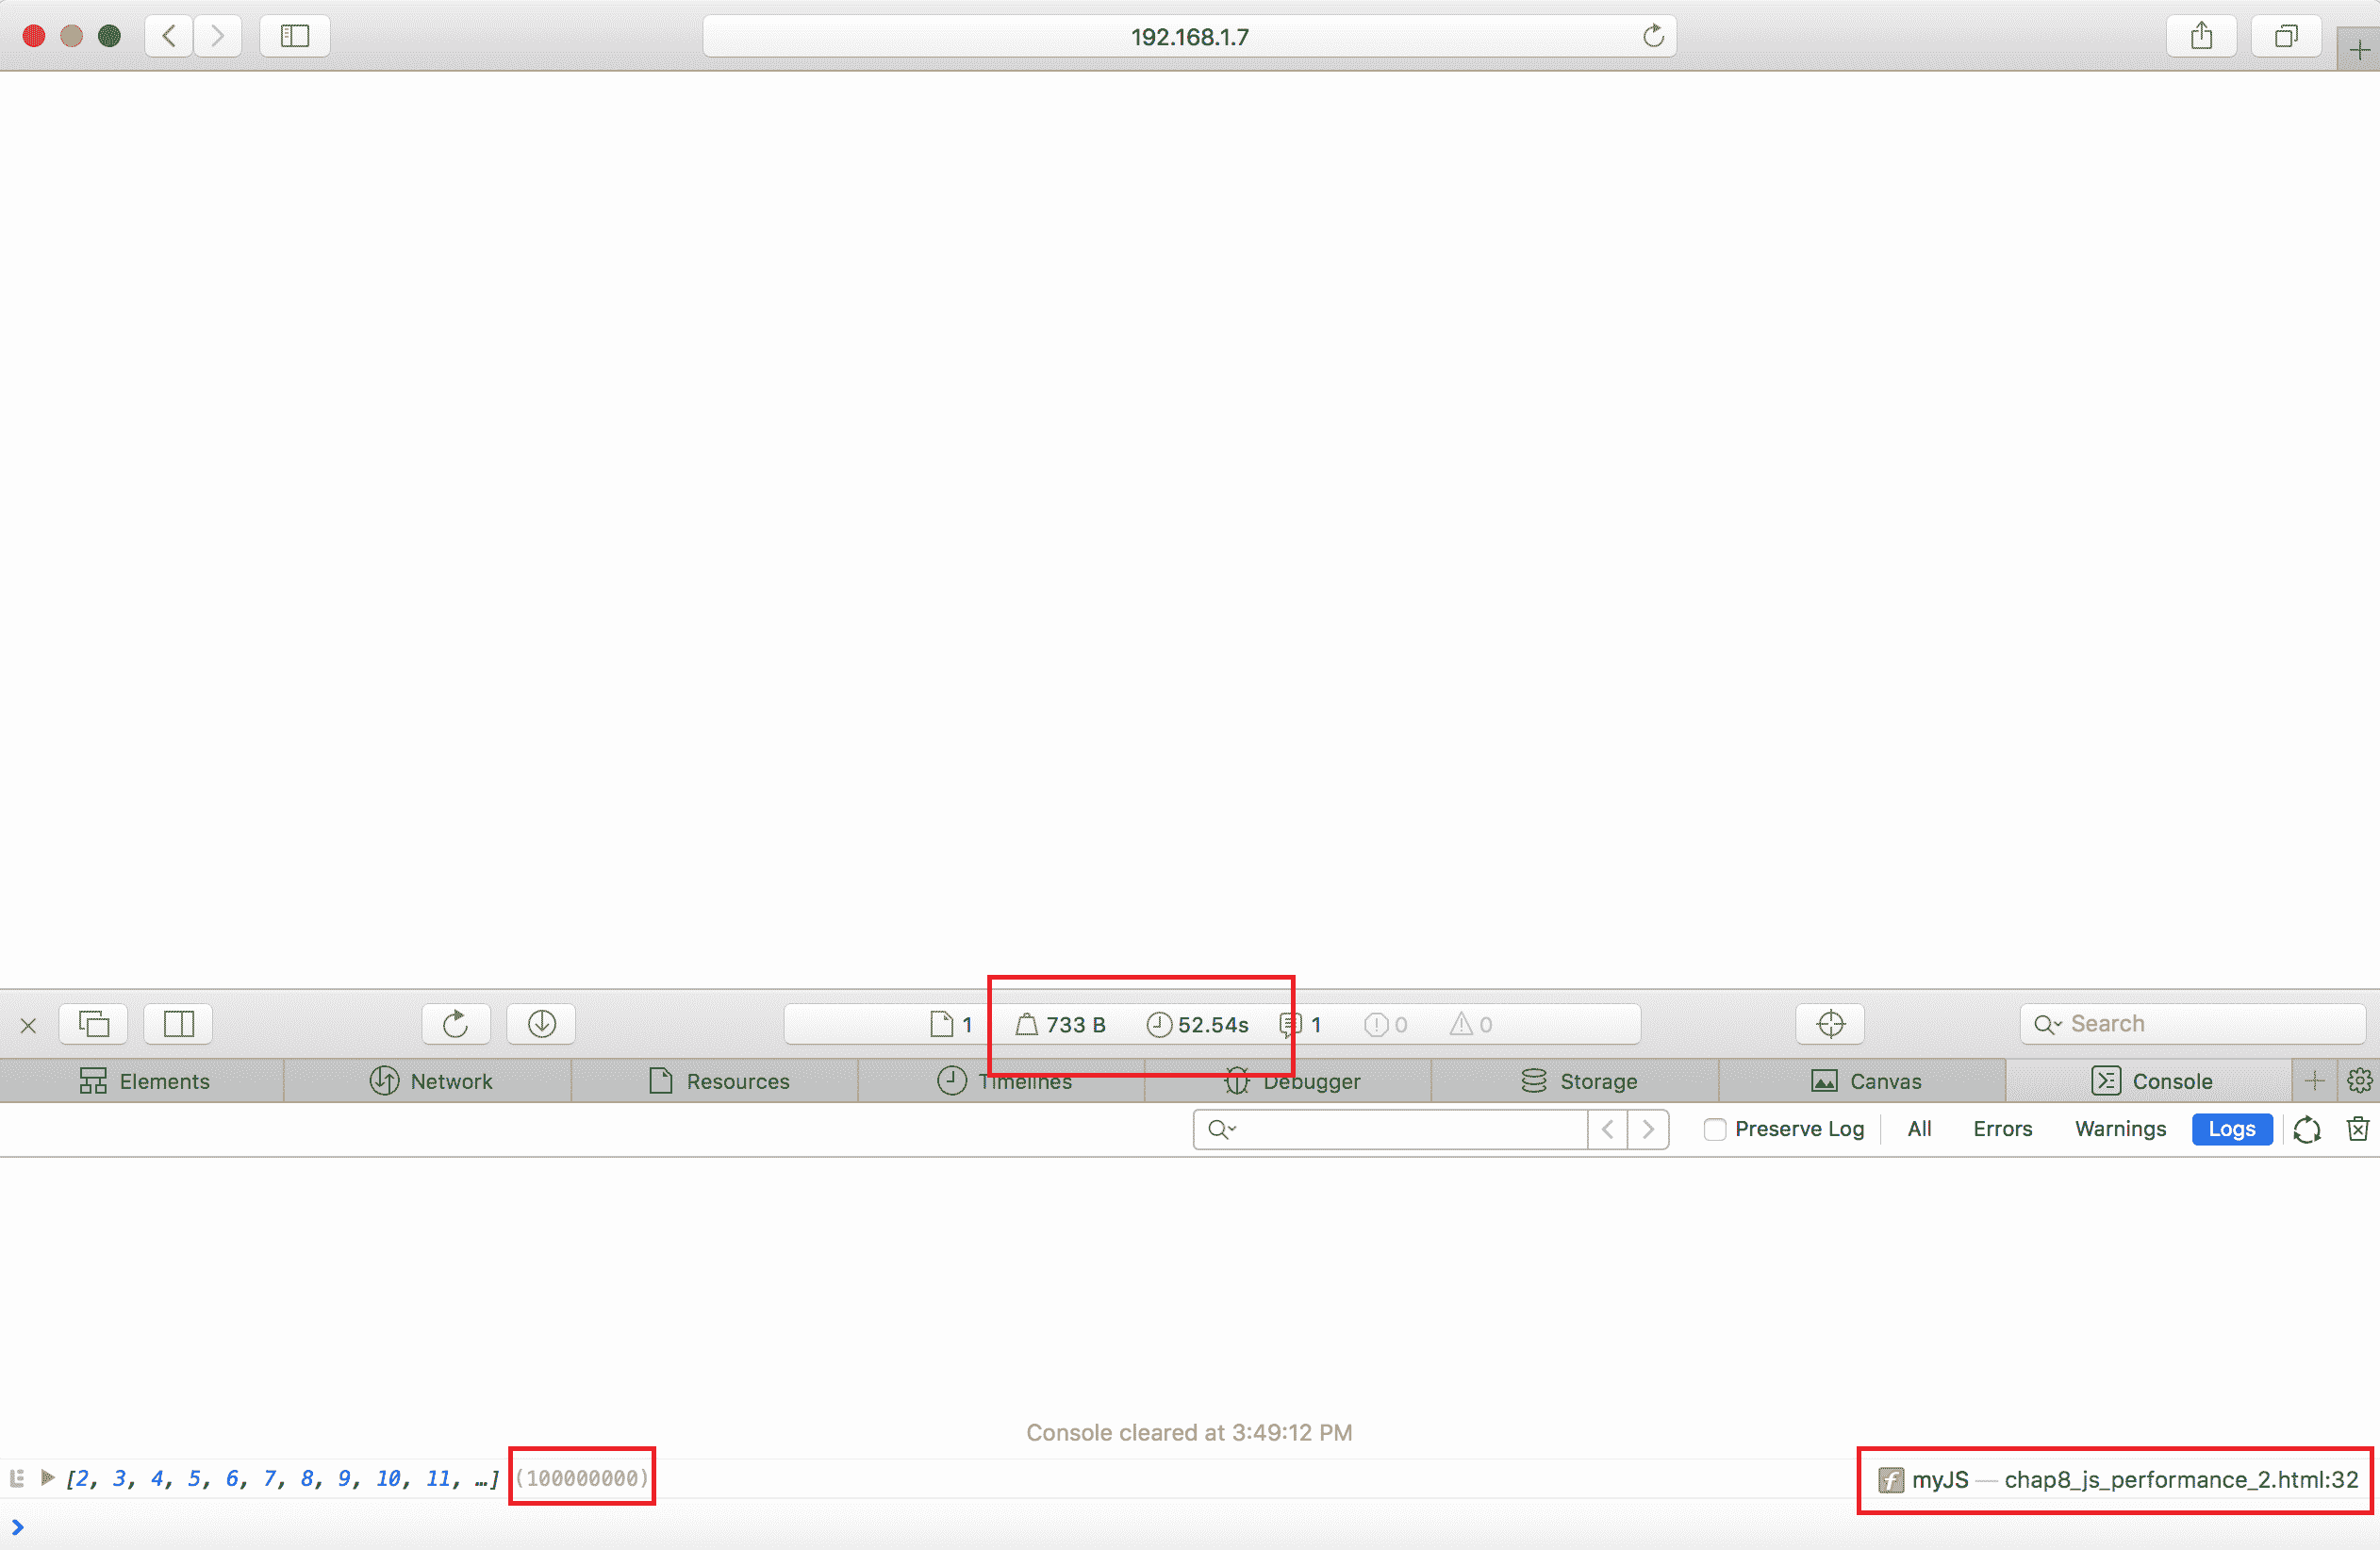 192.168.1.7
1 733 B 52.54s 1 0 0 Search
Elements Network Resources Timelines Debugger Storage Canvas Console
Preserve Log All Errors Warnings Logs
Console cleared at 3:49:12 PM
[2, 3, 4, 5, 6, 7, 8, 9, 10, 11, …] (100000000) f myJS — chap8_js_performance_2.html:32